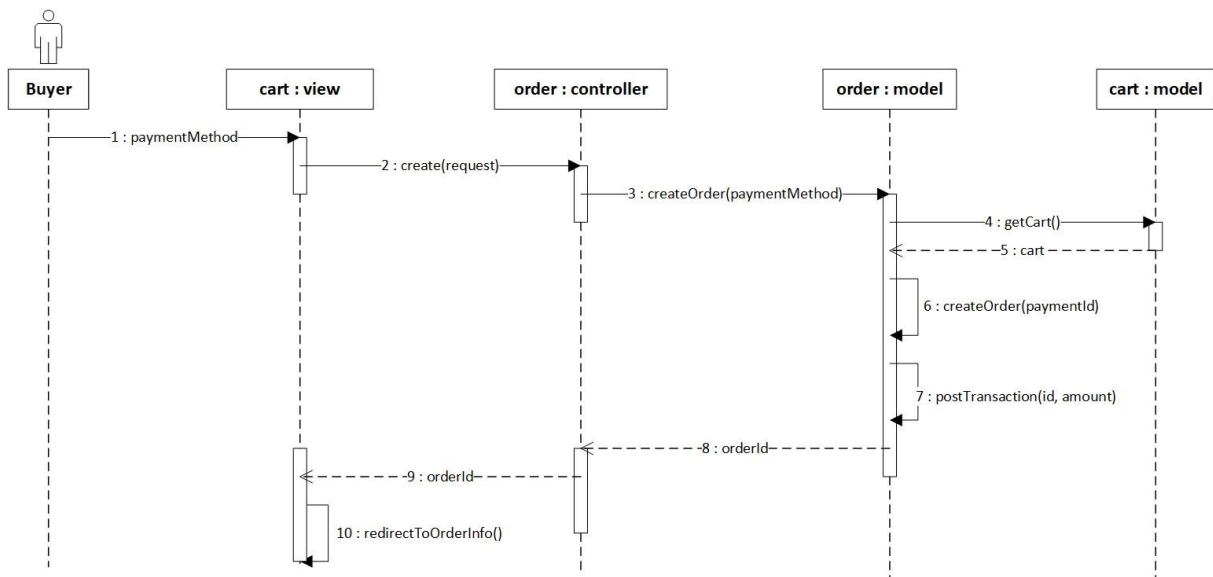 Buyer
cart : view
order : controller
order : model
cart : model
1 : paymentMethod
2 : create(request)
3 : createOrder(paymentMethod)
4 : getCart()
5 : cart
6 : createOrder(paymentId)
7 : postTransaction(id, amount)
8 : orderId
9 : orderId
10 : redirectToOrderInfo()